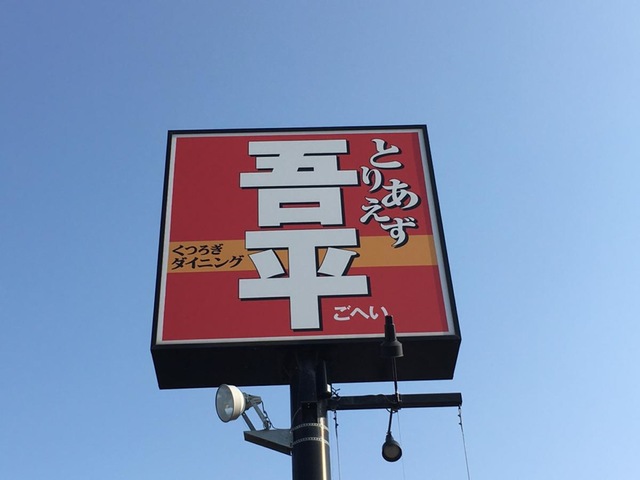 とりあえず
吾平
ごへい
くつろぎ
ダイニング